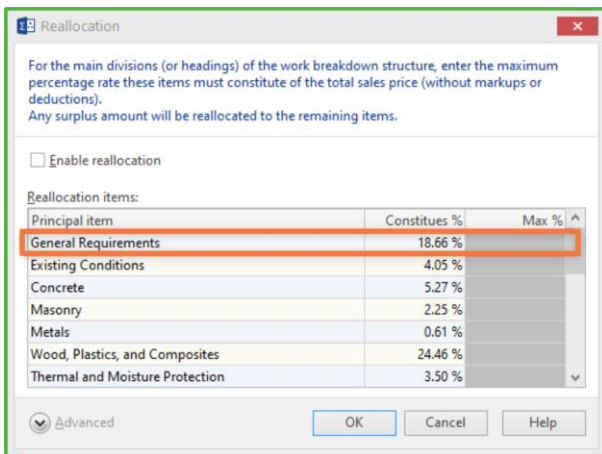 Reallocation
For the main divisions (or headings) of the work breakdown structure, enter the maximum
percentage rate these items must constitute of the total sales price (without markups or
deductions).
Any surplus amount will be reallocated to the remaining items.
Enable reallocation
Reallocation items:
Principal item Constitues % Max %
General Requirements 18.66 %
Existing Conditions 4.05 %
Concrete 5.27 %
Masonry 2.25 %
Metals 0.61 %
Wood, Plastics, and Composites 24.46 %
Thermal and Moisture Protection 3.50 %
Advanced OK Cancel Help